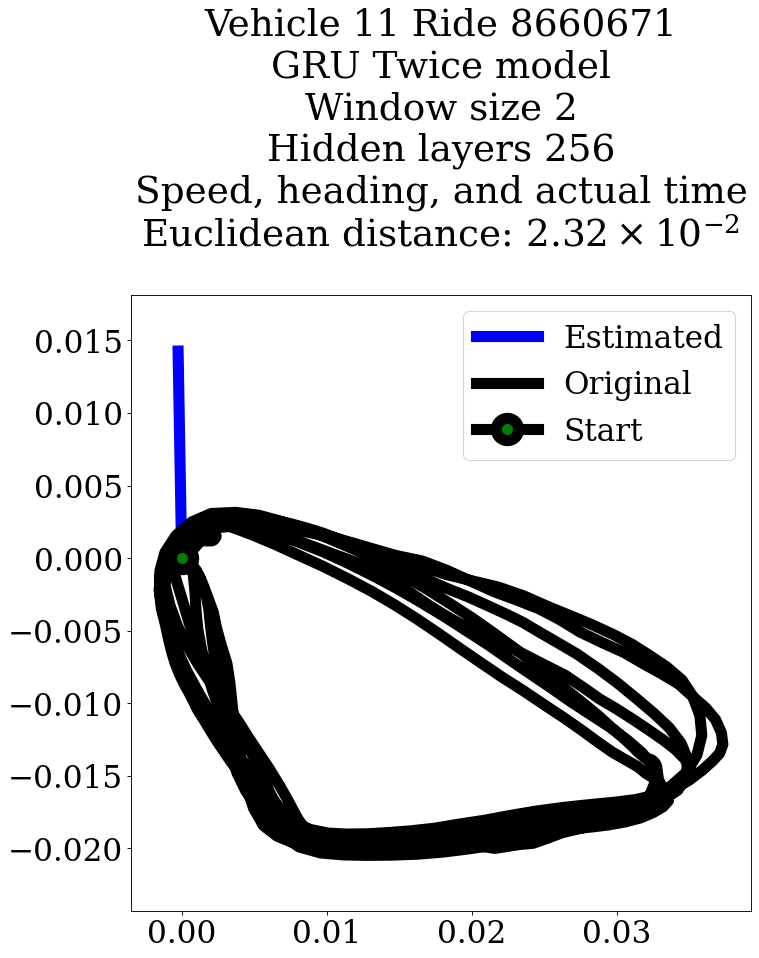 Vehicle 11 Ride 8660671
GRU Twice model
Window size 2
Hidden layers 256
Speed, heading, and actual time
Euclidean distance: 2.32 × 10⁻²
Estimated
Original
Start
0.015
0.010
0.005
0.000
−0.005
−0.010
−0.015
−0.020
0.00 0.01 0.02 0.03